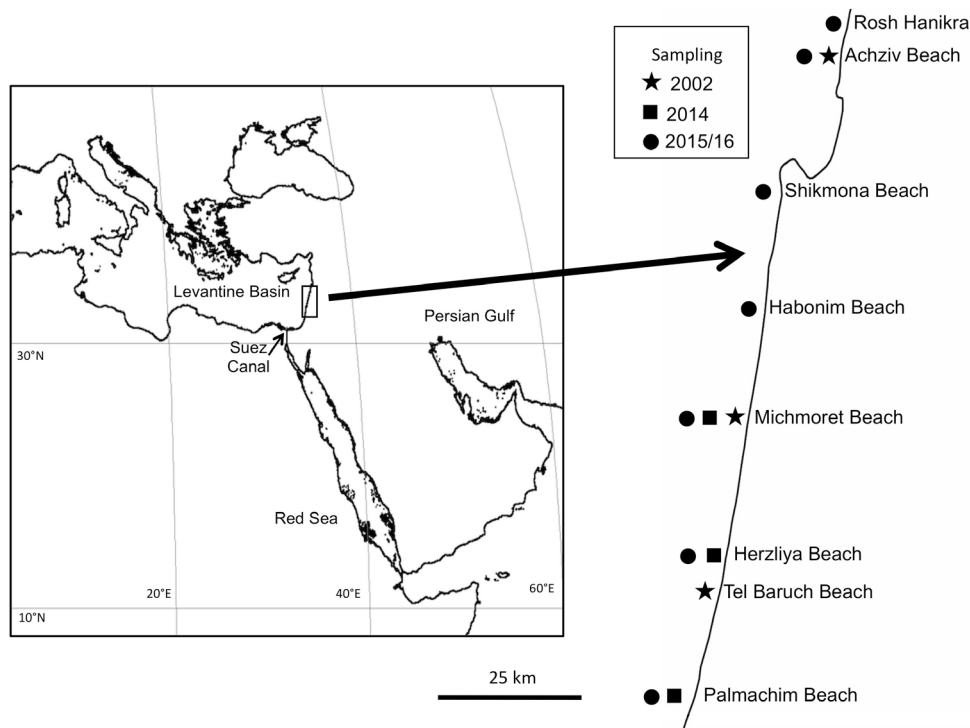 Rosh Hanikra
Achziv Beach
Sampling
2002
2014
2015/16
Shikmona Beach
Levantine Basin
Habonim Beach
Persian Gulf
30°N
Suez
Canal
Michmoret Beach
Red Sea
Herzliya Beach
20°E
40°E
60°E
Tel Baruch Beach
10°N
25 km
Palmachim Beach